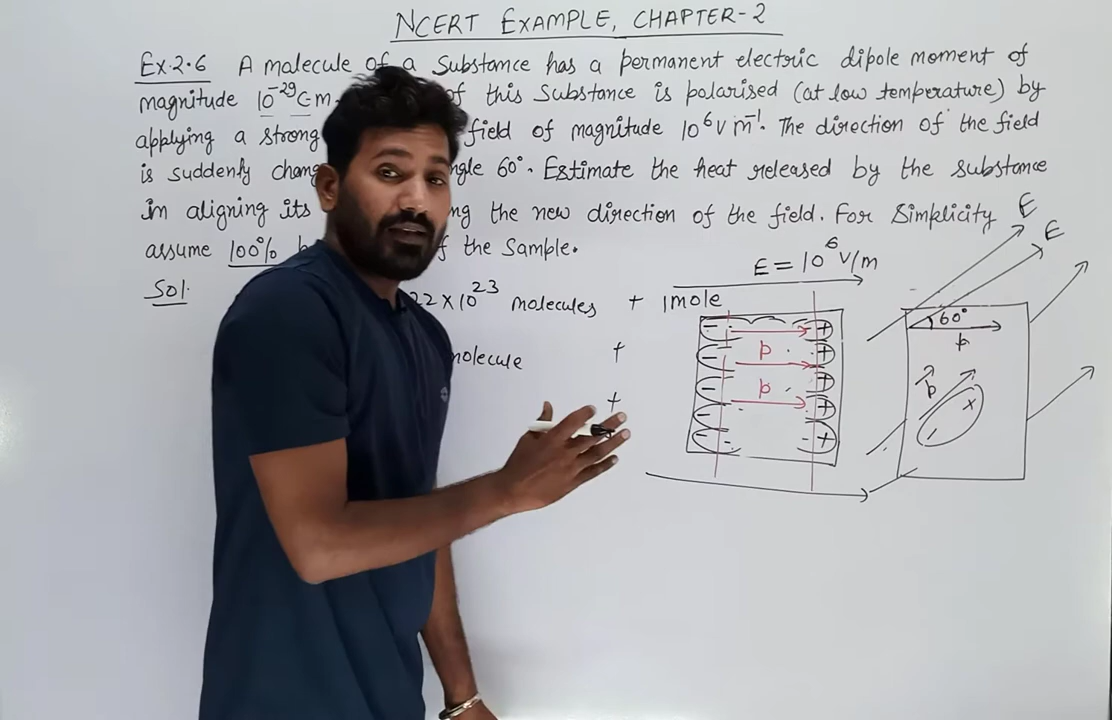 NCERT EXAMPLE, CHAPTER-2
Ex.2.6 A malecule of a Substance has a permanent electric dipole moment of
magnitude 10⁻²⁹ C m. of this Substance is polarised (at low temperature) by
applying a strong field of magnitude 10⁶ V m⁻¹. The direction of the field
is suddenly chang ngle 60°. Estimate the heat released by the substance
in aligning its ng the new direction of the field. For Simplicity
assume 100% f the Sample.
Sol.
22 × 10²³ molecules + 1mole
molecule +
+
E = 10⁶ V/m
- +
- p +
- p +
- +
- +
E
E
60°
p
p
- x